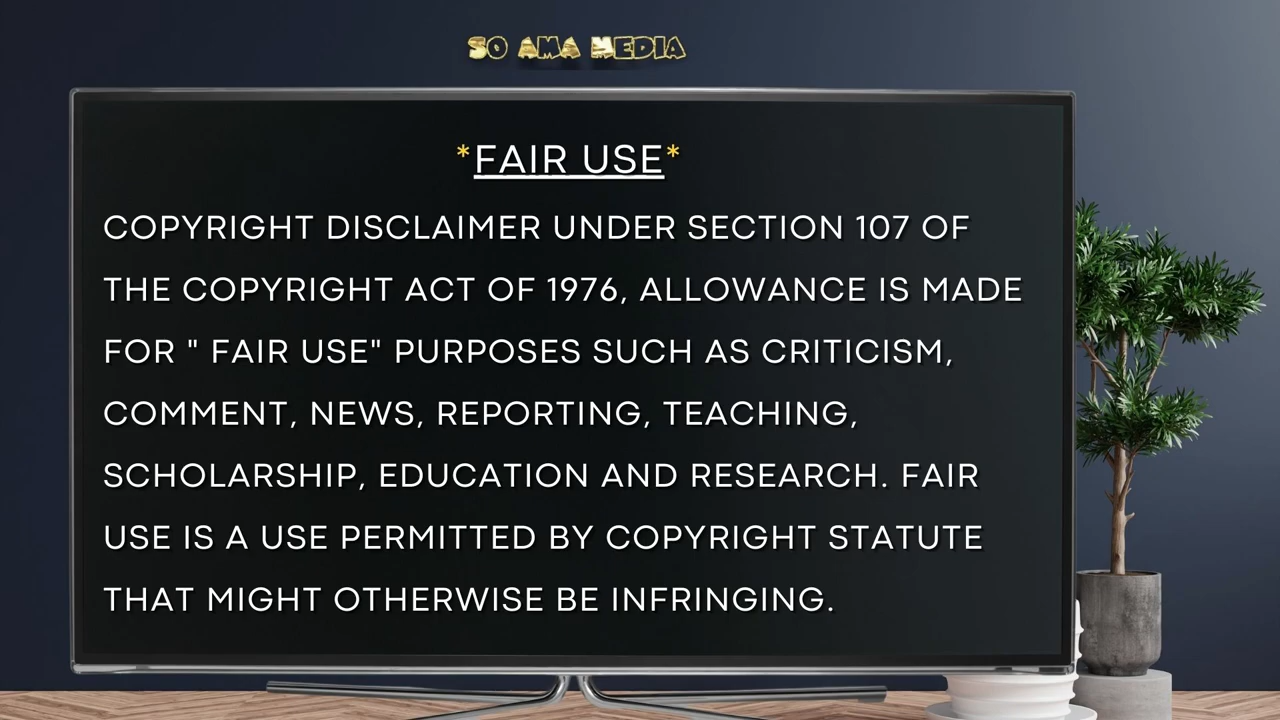 SO AMA MEDIA
*FAIR USE*
COPYRIGHT DISCLAIMER UNDER SECTION 107 OF
THE COPYRIGHT ACT OF 1976, ALLOWANCE IS MADE
FOR " FAIR USE" PURPOSES SUCH AS CRITICISM,
COMMENT, NEWS, REPORTING, TEACHING,
SCHOLARSHIP, EDUCATION AND RESEARCH. FAIR
USE IS A USE PERMITTED BY COPYRIGHT STATUTE
THAT MIGHT OTHERWISE BE INFRINGING.